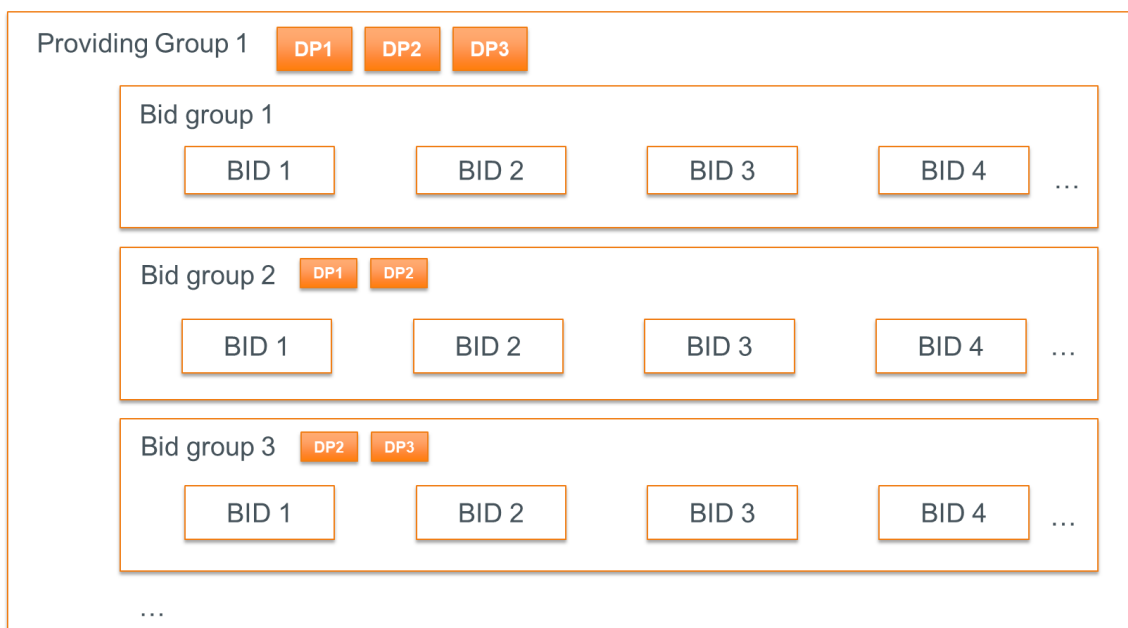 Providing Group 1 DP1 DP2 DP3
Bid group 1
BID 1 BID 2 BID 3 BID 4 ...
Bid group 2 DP1 DP2
BID 1 BID 2 BID 3 BID 4 ...
Bid group 3 DP2 DP3
BID 1 BID 2 BID 3 BID 4 ...
...